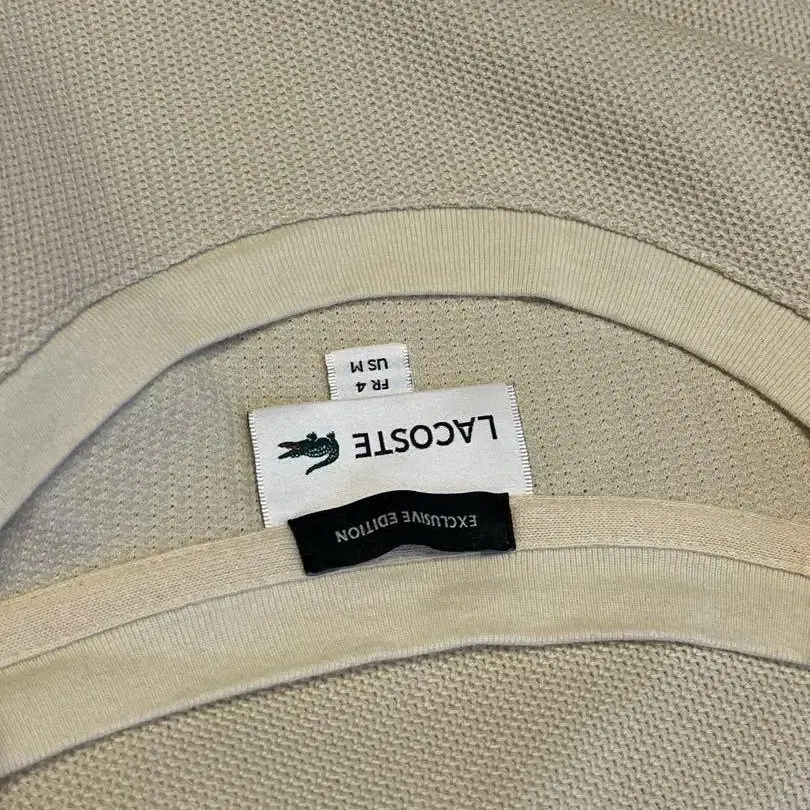 EXCLUSIVE EDITION
LACOSTE
FR 4
US M